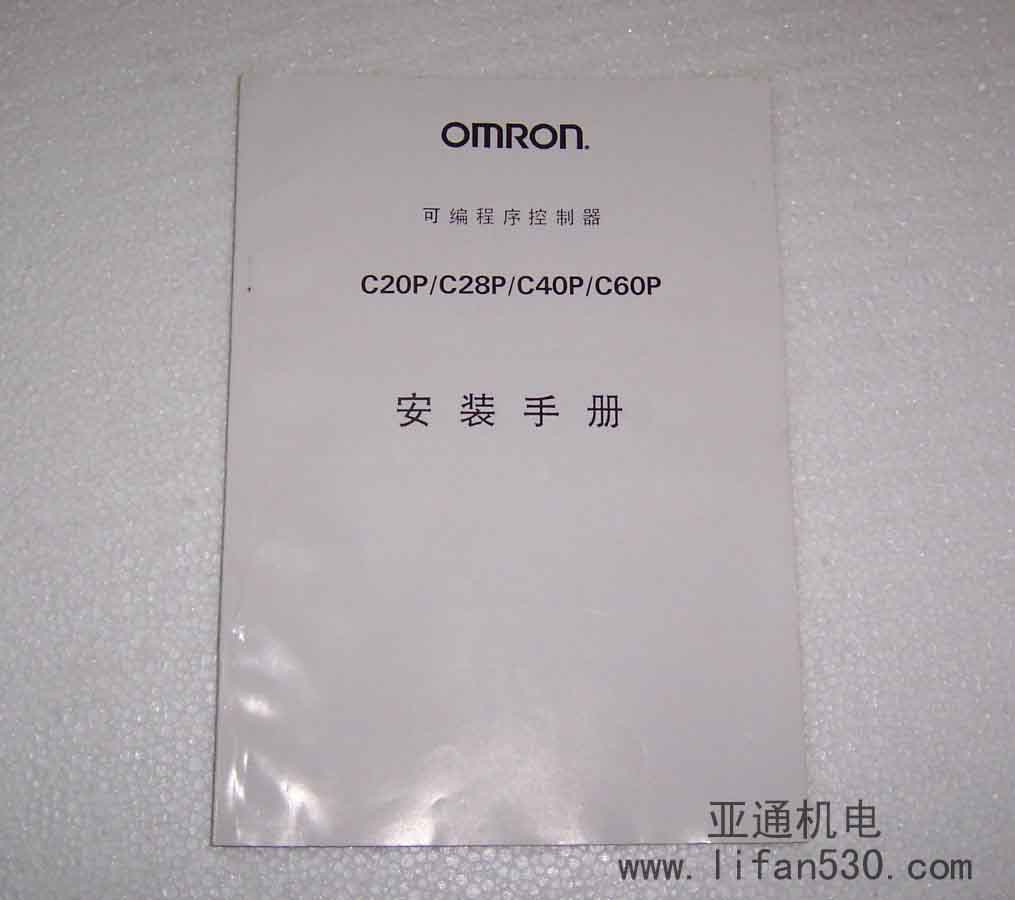 OMRON.
可编程序控制器
C20P/C28P/C40P/C60P
安装手册
亚通机电
www.lifan530.com